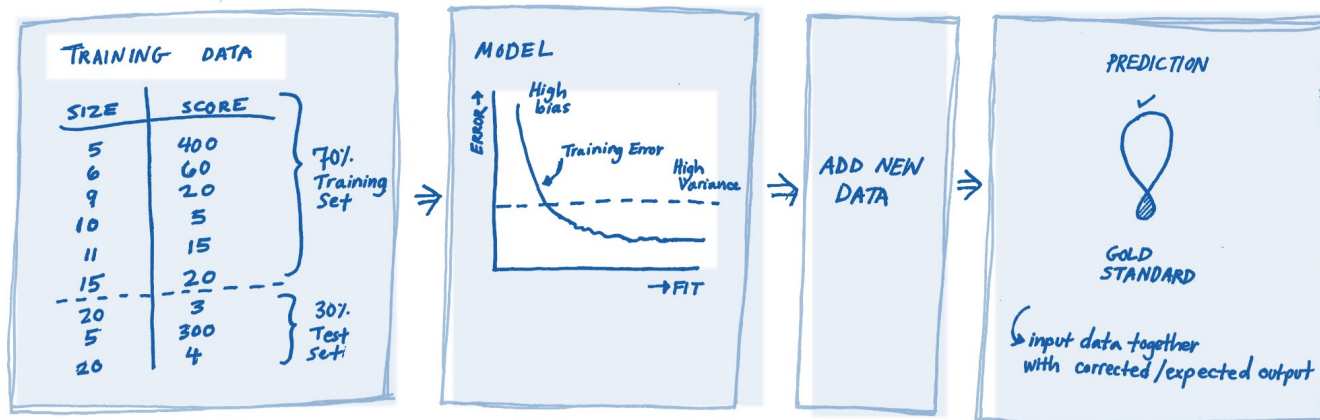 TRAINING DATA
SIZE SCORE
5 400
6 60
9 20
10 5
11 15
15 20
20 3
5 300
20 4
70%
Training
Set
30%
Test
Set
MODEL
ERROR
High
bias
Training Error
High
Variance
FIT
ADD NEW
DATA
PREDICTION
GOLD
STANDARD
input data together
with corrected/expected output